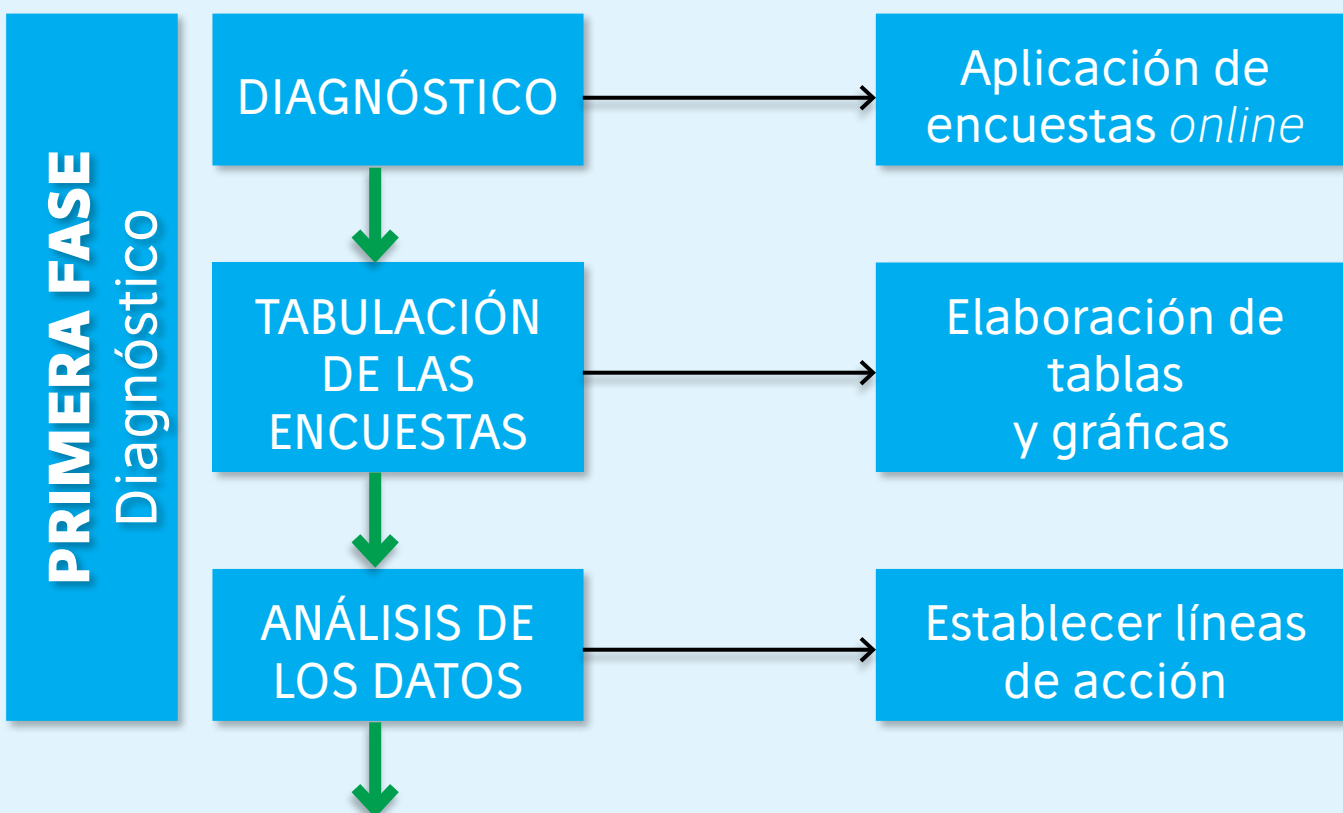 PRIMERA FASE
Diagnóstico
DIAGNÓSTICO
Aplicación de
encuestas online
TABULACIÓN
DE LAS
ENCUESTAS
Elaboración de
tablas
y gráficas
ANÁLISIS DE
LOS DATOS
Establecer líneas
de acción